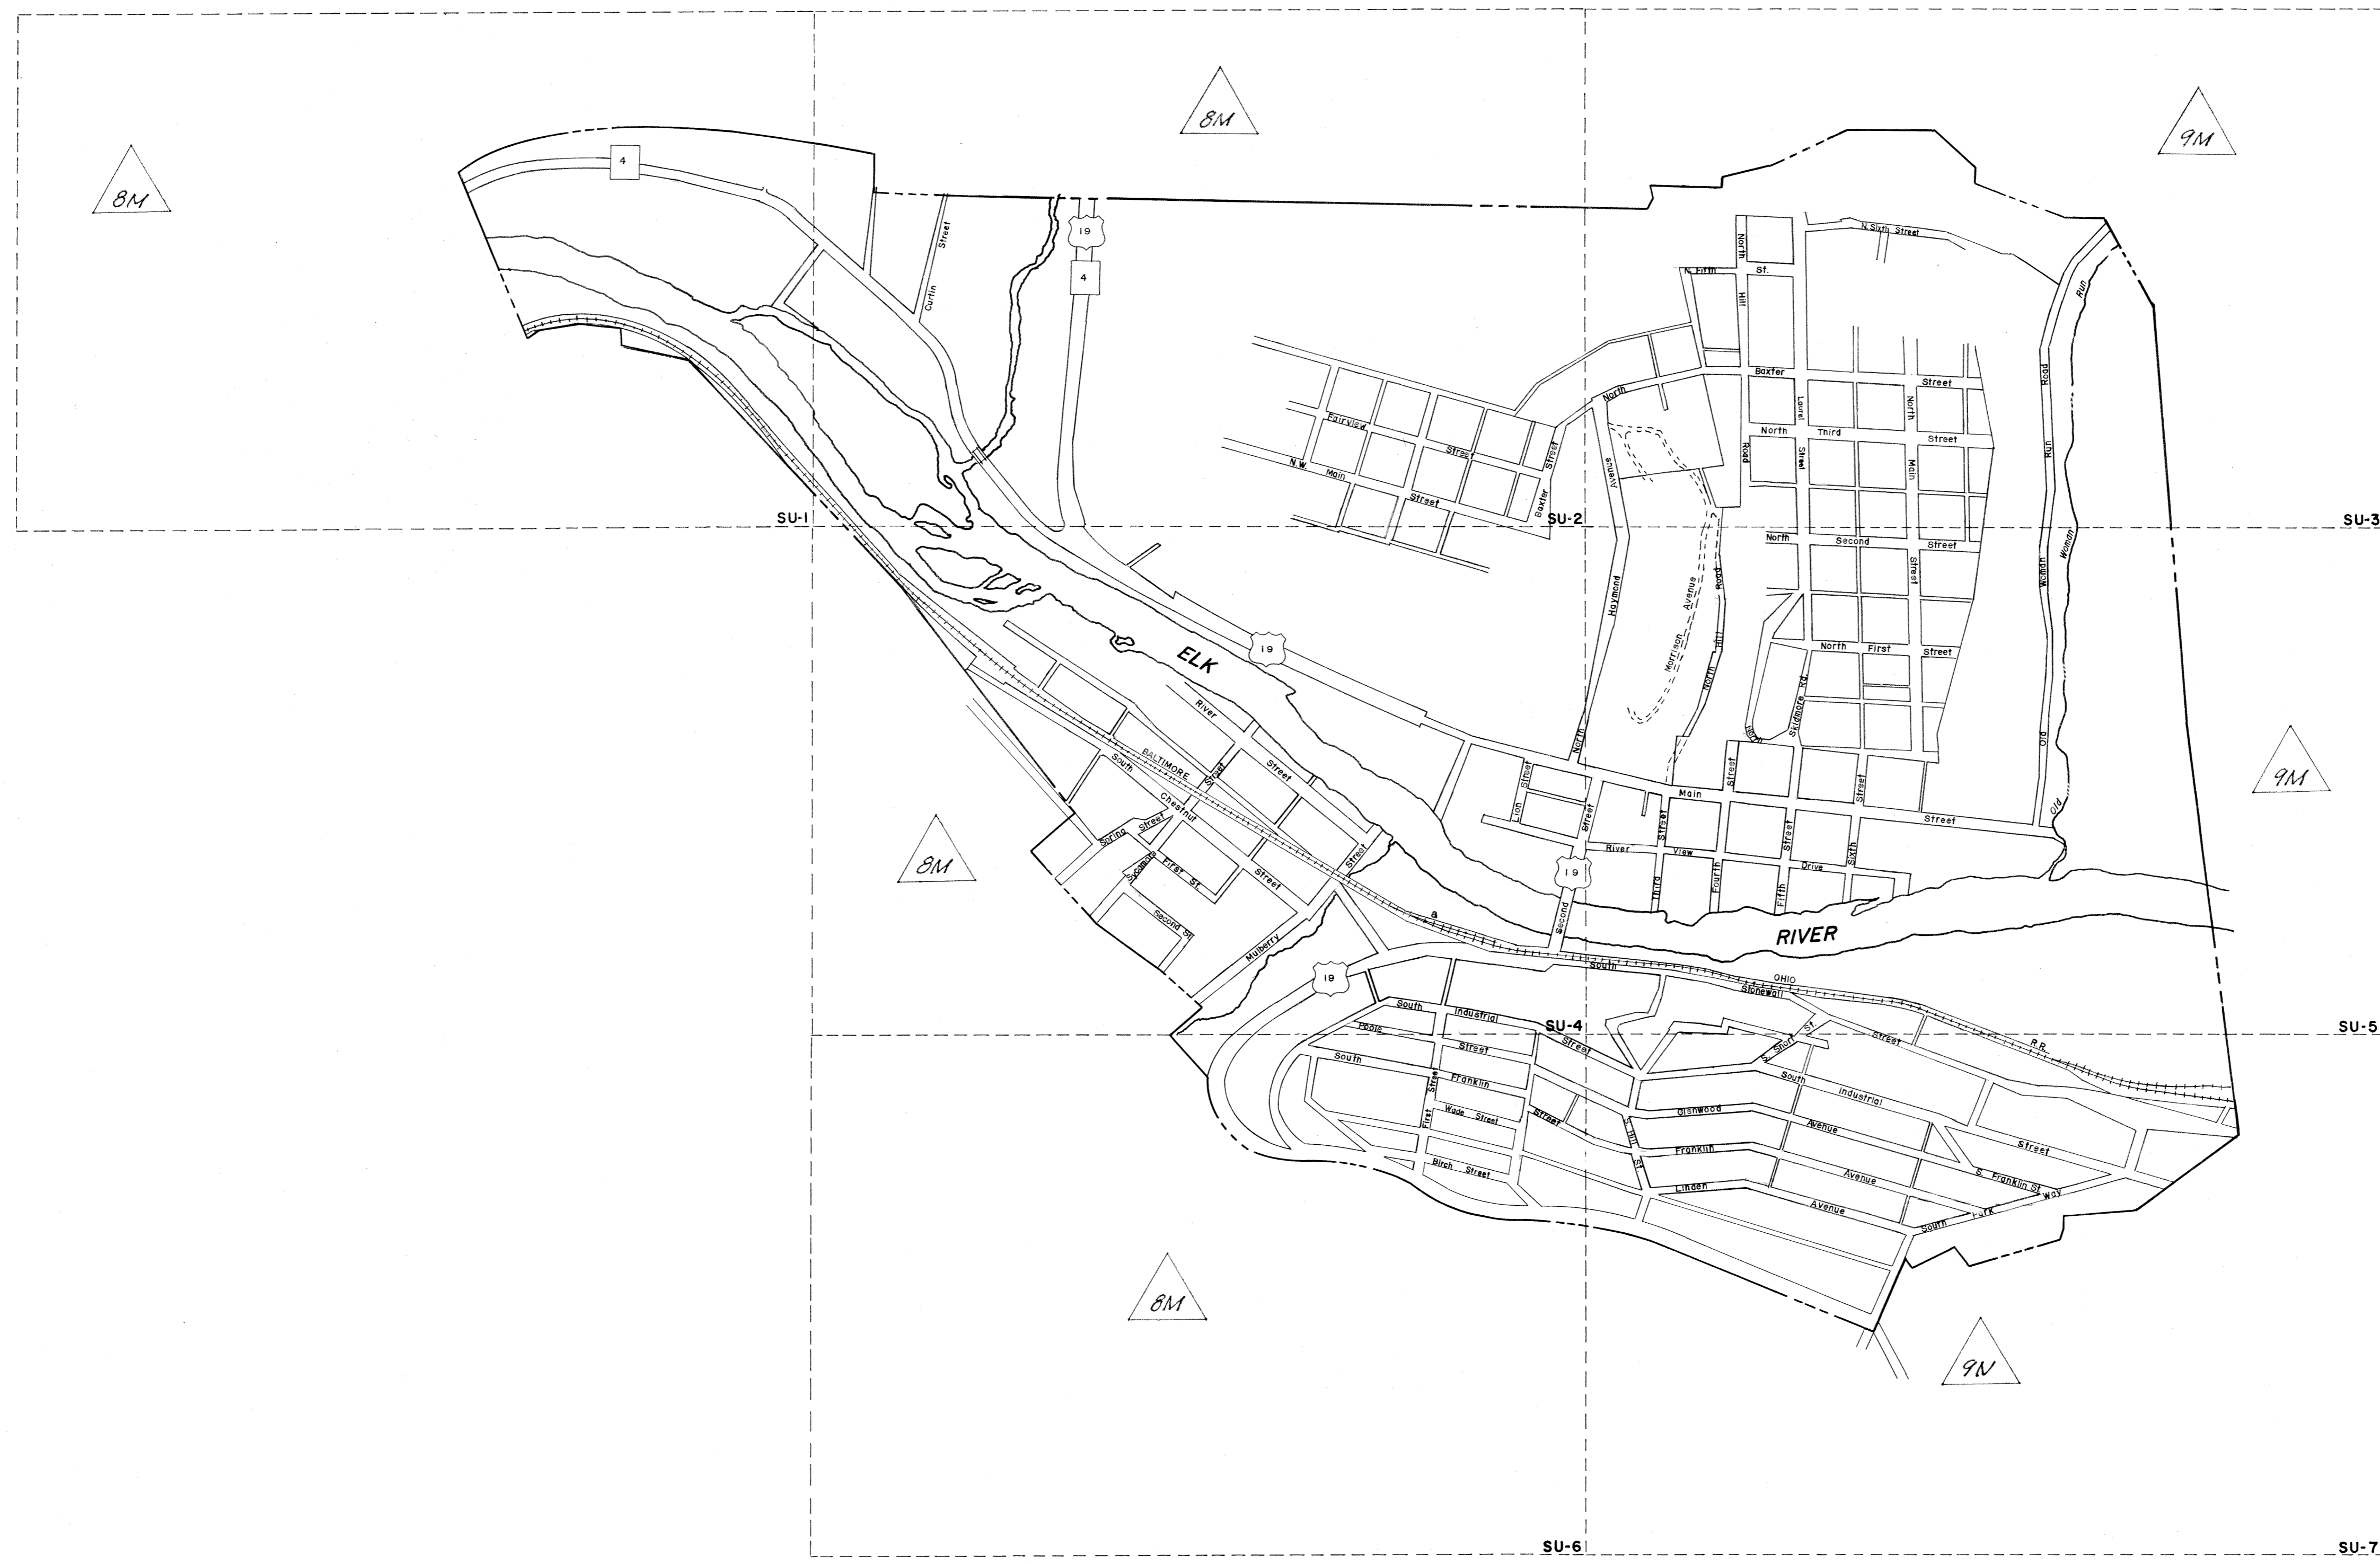 8M
8M
9M
4
19
4
Curtin Street
N. Sixth Street
North Hill Road
N. Fifth St.
Old Woman Run Road
Old Woman Run
Baxter Street
Laurel Street
North Main Street
North Third Street
Fairview Street
N.W. Main Street
Baxter Street
North
Haymond Avenue
North
SU-1
SU-2
SU-3
North Second Street
Morrison Avenue
North Hill Road
North First Street
Skidmore Rd.
North
ELK
19
River Street
BALTIMORE
Street
South Chestnut Street
Spring Street
Sycamore
First St.
Second St.
Mulberry Street
8M
9M
Lion Street
Main Street
Street
River View Drive
Second Street
19
Third Street
Fourth Street
Fifth Street
Sixth Street
RIVER
a
OHIO
R.R.
19
South Stonewall Street
South Industrial Street
SU-4
SU-5
Poole Street
South Franklin Street
First Street
Wade Street
Birch Street
S. Hill St.
S. Short St.
South Industrial Street
Glenwood Avenue
Franklin Avenue
Linden Avenue
S. Franklin St.
South Park Way
8M
9N
SU-6
SU-7